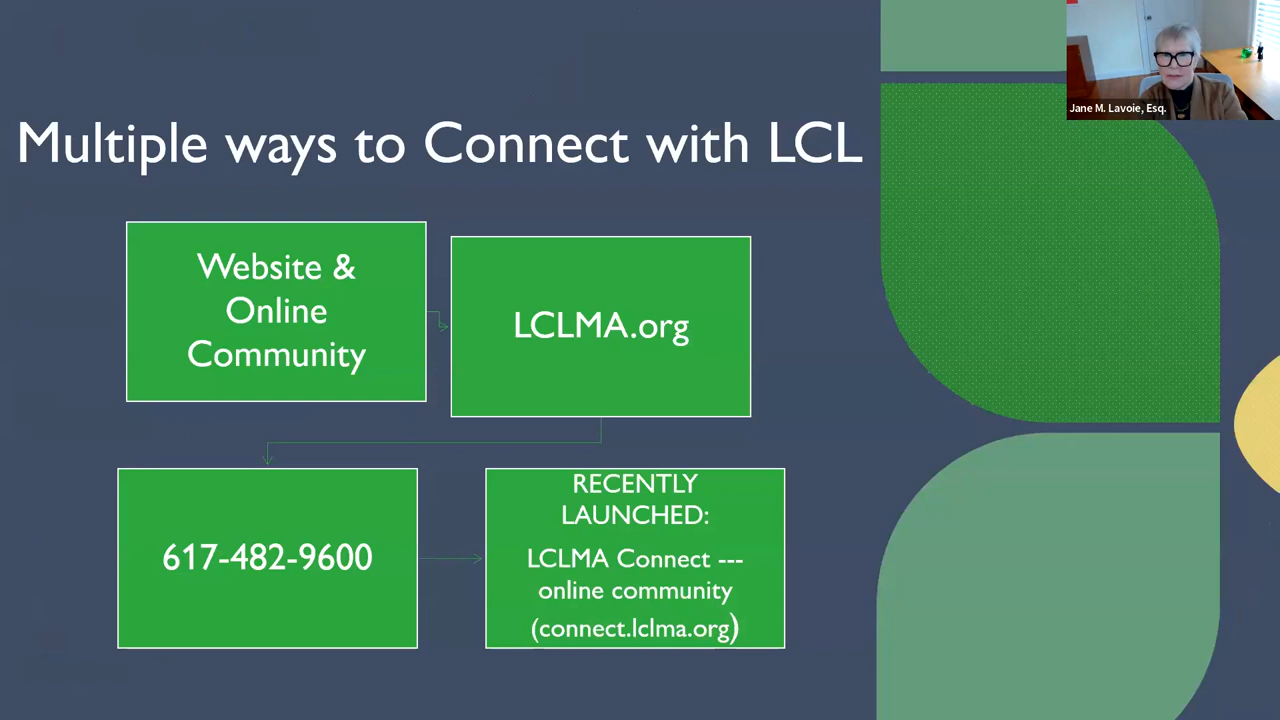 Multiple ways to Connect with LCL
Jane M. Lavoie, Esq.
Website &
Online
Community
LCLMA.org
617-482-9600
RECENTLY
LAUNCHED:
LCLMA Connect ---
online community
(connect.lclma.org)